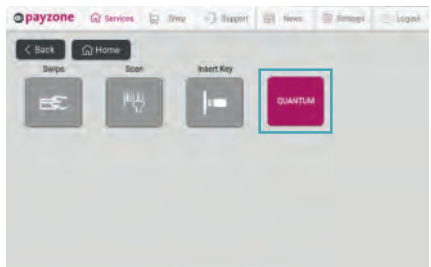 payzone Services Shop Support News Settings Logout
< Back Home
Swipe Scan Insert Key
QUANTUM